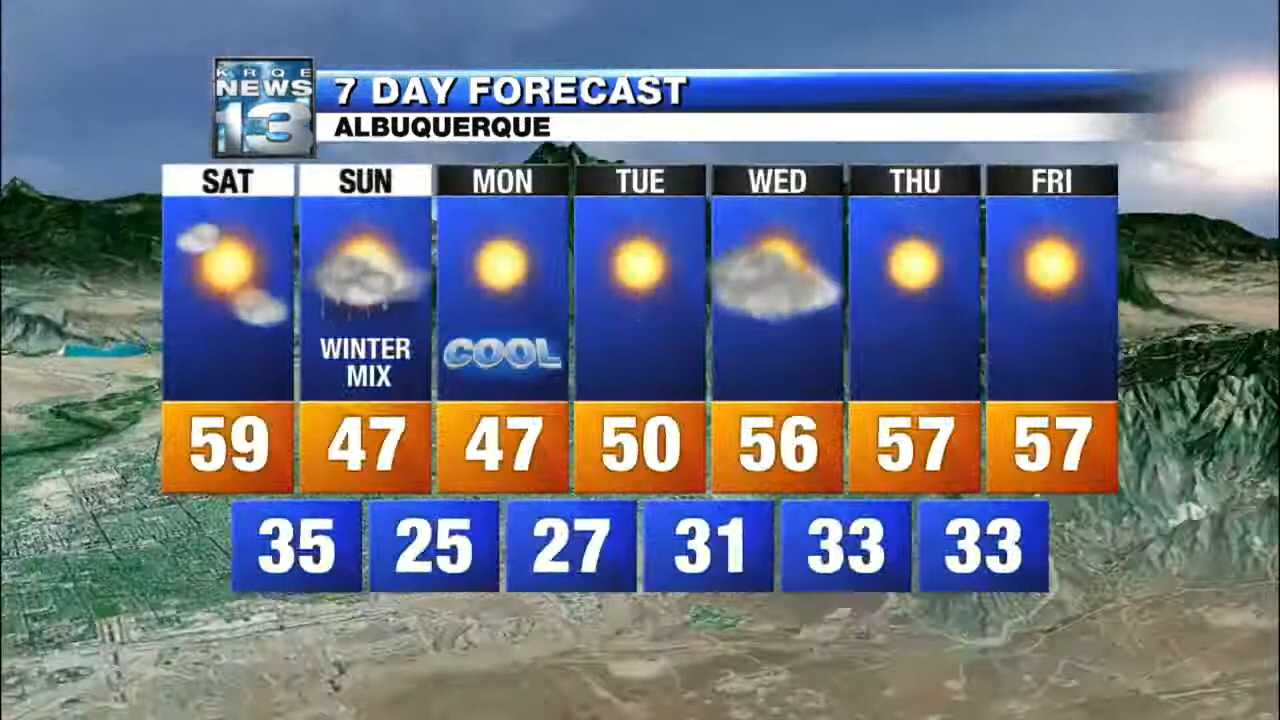 KRQE
NEWS
13
7 DAY FORECAST
ALBUQUERQUE
SAT SUN MON TUE WED THU FRI
WINTER
MIX
COOL
59 47 47 50 56 57 57
35 25 27 31 33 33